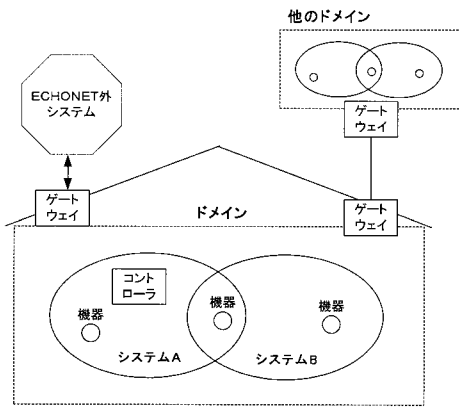 他のドメイン
ECHONET外
システム
ゲート
ウェイ
ゲート
ウェイ
ドメイン
ゲート
ウェイ
コント
ローラ
機器
機器
機器
システムA
システムB